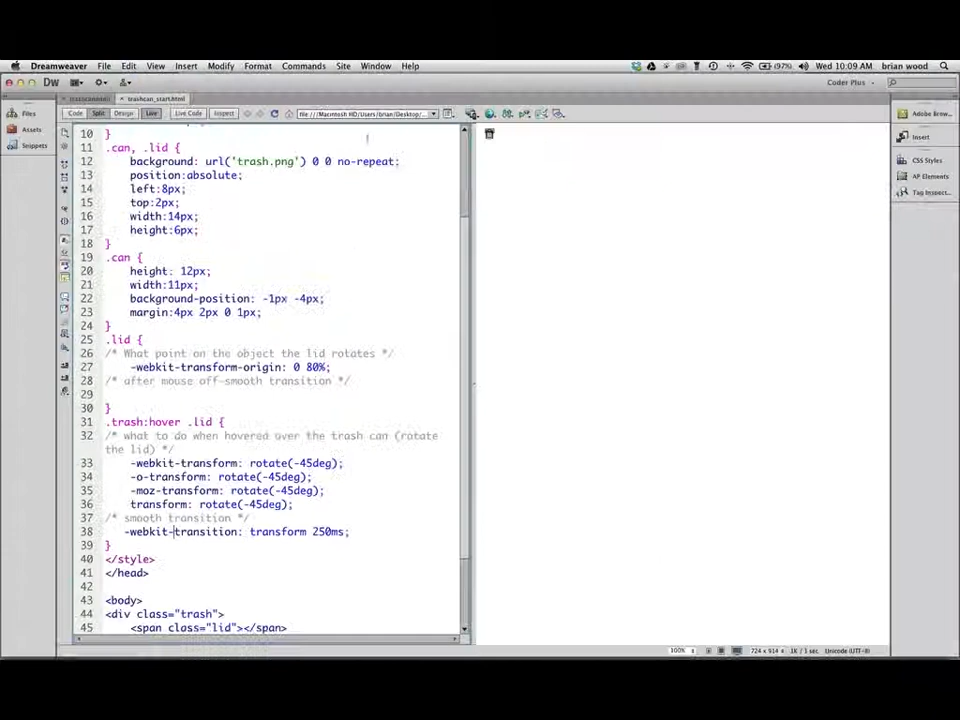 Dreamweaver File Edit View Insert Modify Format Commands Site Window Help (97%) Wed 10:09 AM brian wood
Dw Coder Plus
trashcan_start.html
Code Split Design Live Live Code Inspect file:///Macintosh HD/Users/brian/Desktop/
Files
Assets
Snippets
10 }
11 .can, .lid {
12 background: url('trash.png') 0 0 no-repeat;
13 position:absolute;
14 left:8px;
15 top:2px;
16 width:14px;
17 height:6px;
18 }
19 .can {
20 height: 12px;
21 width:11px;
22 background-position: -1px -4px;
23 margin:4px 2px 0 1px;
24 }
25 .lid {
26 /* What point on the object the lid rotates */
27 -webkit-transform-origin: 0 80%;
28 /* after mouse off-smooth transition */
29
30 }
31 .trash:hover .lid {
32 /* what to do when hovered over the trash can (rotate
the lid) */
33 -webkit-transform: rotate(-45deg);
34 -o-transform: rotate(-45deg);
35 -moz-transform: rotate(-45deg);
36 transform: rotate(-45deg);
37 /* smooth transition */
38 -webkit-transition: transform 250ms;
39 }
40 </style>
41 </head>
42
43 <body>
44 <div class="trash">
45 <span class="lid"></span>
Adobe Brow...
Insert
CSS Styles
AP Elements
Tag Inspect...
100% 724 x 514 1K / 1 sec Unicode (UTF-8)